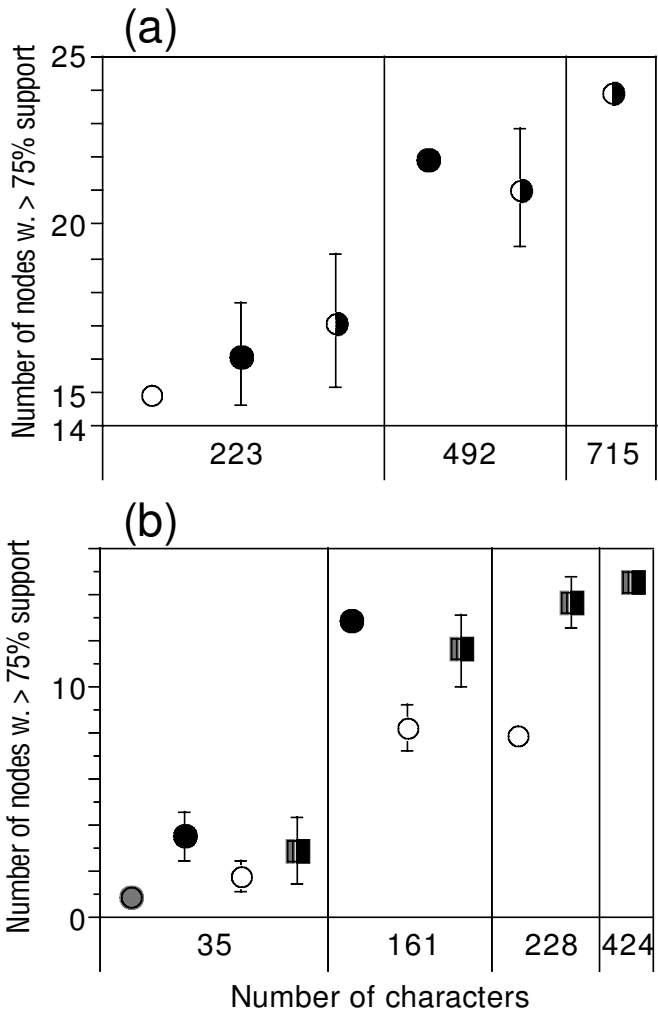 (a)
Number of nodes w. > 75% support
25
20
15
14
223 492 715
(b)
Number of nodes w. > 75% support
10
0
35 161 228 424
Number of characters